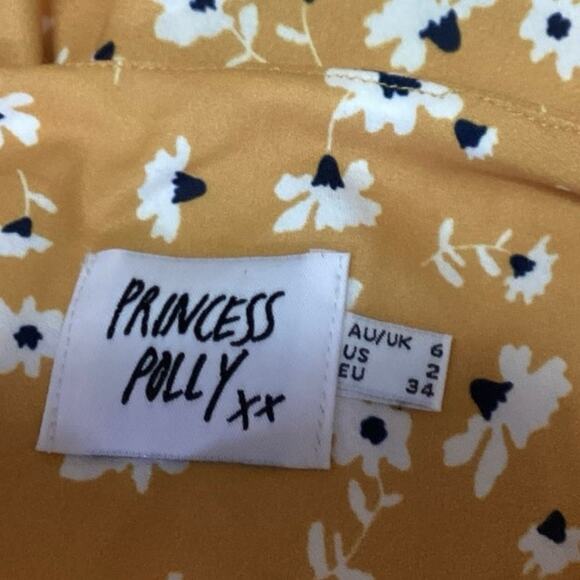 PRINCESS
POLLY xx
AU/UK 6
US 2
EU 34